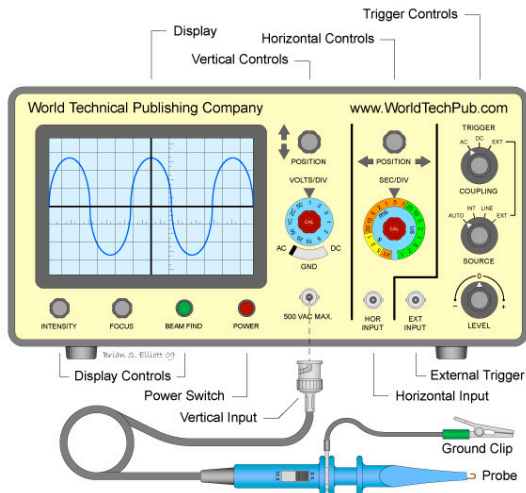 Trigger Controls
Display
Horizontal Controls
Vertical Controls
World Technical Publishing Company
www.WorldTechPub.com
TRIGGER
AC
DC
EXT
POSITION
POSITION
COUPLING
VOLTS/DIV
SEC/DIV
CAL
CAL
mS
uS
S
INT
LINE
AUTO
EXT
AC
DC
GND
SOURCE
0
-
+
500 VAC MAX.
HOR
INPUT
EXT
INPUT
LEVEL
INTENSITY
FOCUS
BEAM FIND
POWER
Brian S. Elliott 09
Display Controls
External Trigger
Power Switch
Horizontal Input
Vertical Input
Ground Clip
Probe